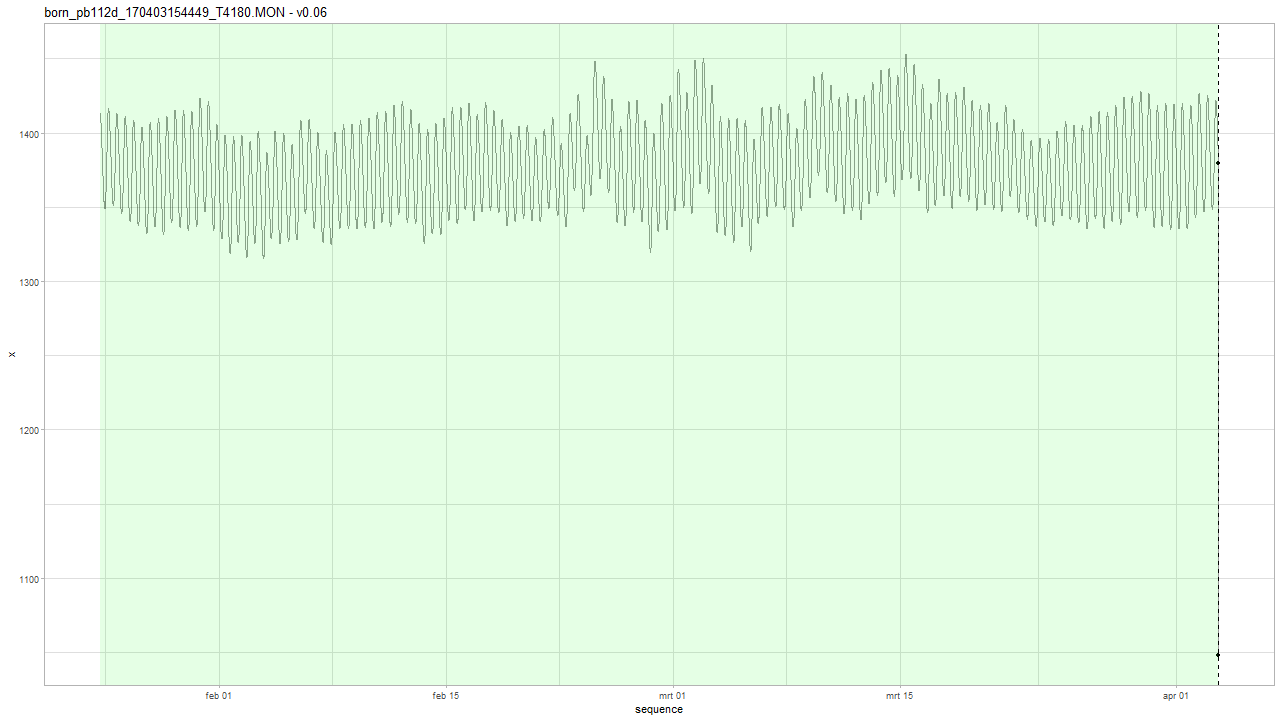 born_pb112d_170403154449_T4180.MON - v0.06
1400
1300
1200
1100
x
feb 01
feb 15
mrt 01
mrt 15
apr 01
sequence